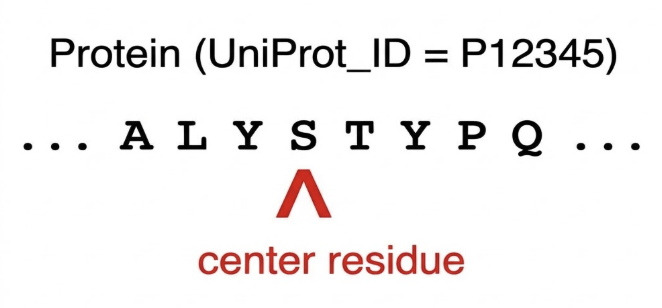 Protein (UniProt_ID = P12345)
... A L Y S T Y P Q ...
center residue